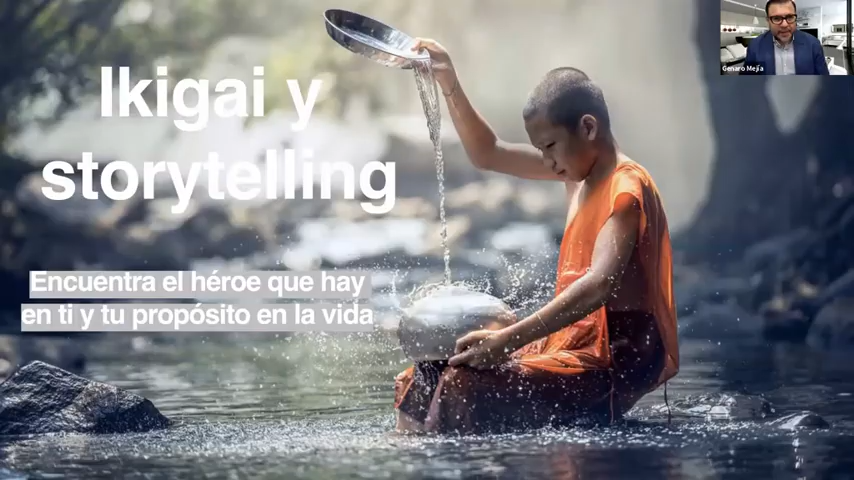 Ikigai y
storytelling
Encuentra el héroe que hay
en ti y tu propósito en la vida
Genaro Mejía